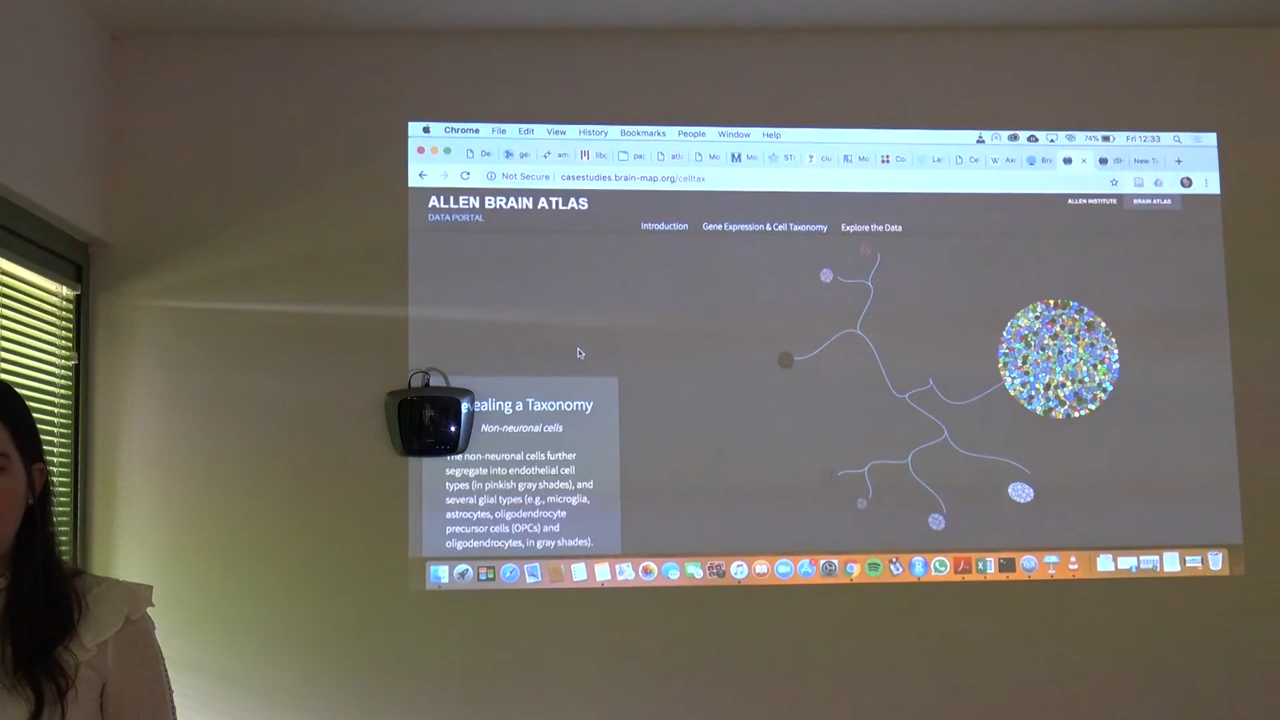 Chrome File Edit View History Bookmarks People Window Help 74% Fri 12:33
Not Secure casestudies.brain-map.org/celltax
ALLEN BRAIN ATLAS
DATA PORTAL
ALLEN INSTITUTE BRAIN ATLAS
Introduction Gene Expression & Cell Taxonomy Explore the Data
a Taxonomy
Non-neuronal cells
The non-neuronal cells further
segregate into endothelial cell
types (in pinkish gray shades), and
several glial types (e.g., microglia,
astrocytes, oligodendrocyte
precursor cells (OPCs) and
oligodendrocytes, in gray shades).